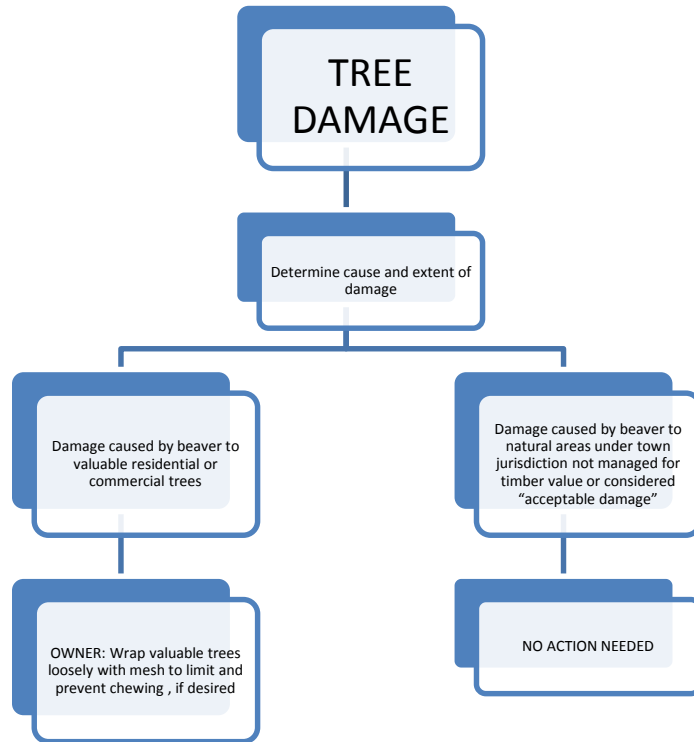 TREE
DAMAGE
Determine cause and extent of
damage
Damage caused by beaver to
valuable residential or
commercial trees
Damage caused by beaver to
natural areas under town
jurisdiction not managed for
timber value or considered
“acceptable damage”
OWNER: Wrap valuable trees
loosely with mesh to limit and
prevent chewing , if desired
NO ACTION NEEDED